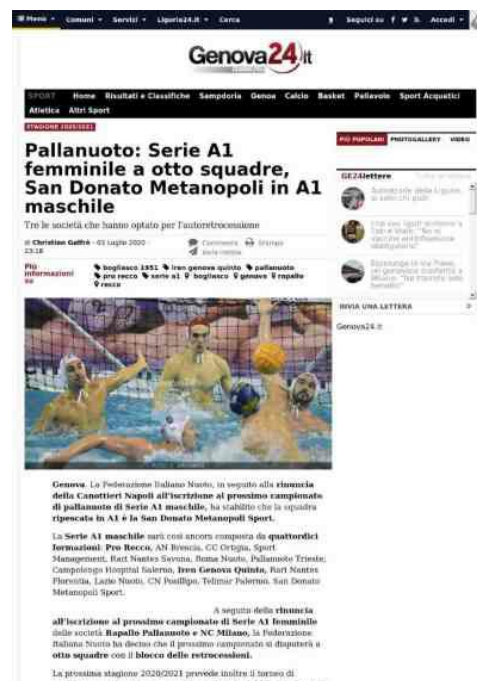 Menù Comuni Servizi Liguria24.it Cerca Seguici su Accedi
Genova24.it
SPORT Home Risultati e Classifiche Sampdoria Genoa Calcio Basket Pallavolo Sport Acquatici
Atletica Altri Sport
STAGIONE 2020/2021
Pallanuoto: Serie A1
femminile a otto squadre,
San Donato Metanopoli in A1
maschile
Tre le società che hanno optato per l'autoretrocessione
di Christian Galfrè - 01 Luglio 2020 -
23:18
Commenta Stampa
Invia notizia
Più
informazioni
su
bogliasco 1951 iren genova quinto pallanuoto
pro recco serie a1 bogliasco genova rapallo
recco
PIÙ POPOLARI PHOTOGALLERY VIDEO
GE24lettere
INVIA UNA LETTERA
Genova24.it
Genova. La Federazione Italiano Nuoto, in seguito alla rinuncia
della Canottieri Napoli all'iscrizione al prossimo campionato
di pallanuoto di Serie A1 maschile, ha stabilito che la squadra
ripescata in A1 è la San Donato Metanopoli Sport.
La Serie A1 maschile sarà così ancora composta da quattordici
formazioni: Pro Recco, AN Brescia, CC Ortigia, Sport
Management, Rari Nantes Savona, Roma Nuoto, Pallanuoto Trieste,
Campolongo Hospital Salerno, Iren Genova Quinto, Rari Nantes
Florentia, Lazio Nuoto, CN Posillipo, Telimar Palermo, San Donato
Metanopoli Sport.
A seguito della rinuncia
all'iscrizione al prossimo campionato di Serie A1 femminile
delle società Rapallo Pallanuoto e NC Milano, la Federazione
Italiana Nuoto ha deciso che il prossimo campionato si disputerà a
otto squadre con il blocco delle retrocessioni.
La prossima stagione 2020/2021 prevede inoltre il torneo di